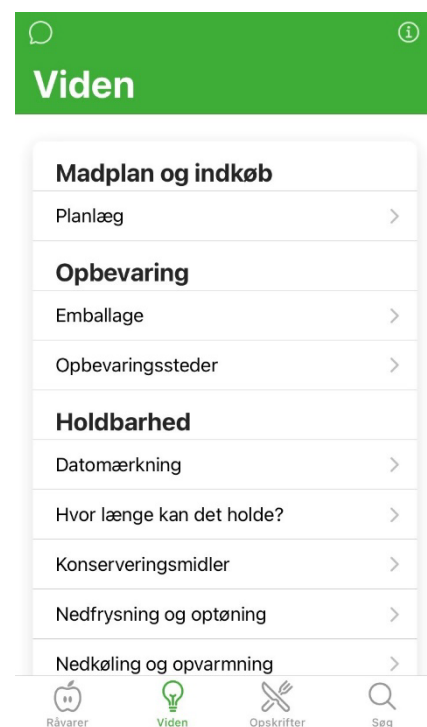 Viden
Madplan og indkøb
Planlæg
Opbevaring
Emballage
Opbevaringssteder
Holdbarhed
Datomærkning
Hvor længe kan det holde?
Konserveringsmidler
Nedfrysning og optøning
Nedkøling og opvarmning
Råvarer Viden Opskrifter Søg